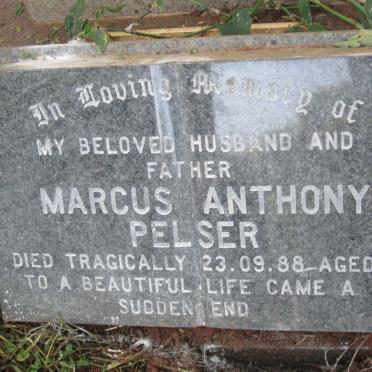 In Loving Memory of
MY BELOVED HUSBAND AND
FATHER
MARCUS ANTHONY
PELSER
DIED TRAGICALLY 23.09.88 AGED
TO A BEAUTIFUL LIFE CAME A
SUDDEN END